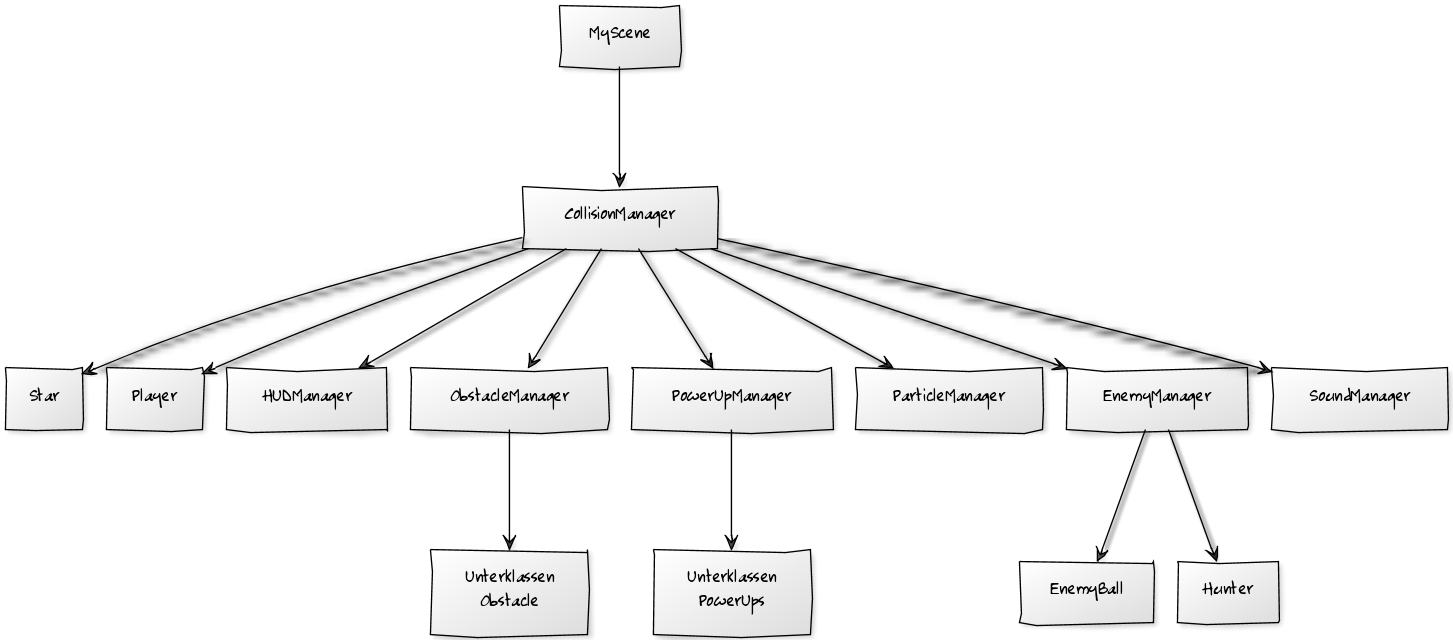 MyScene
CollisionManager
Star
Player
HUDManager
ObstacleManager
PowerUpManager
ParticleManager
EnemyManager
SoundManager
Unterklassen
Obstacle
Unterklassen
PowerUps
EnemyBall
Hunter